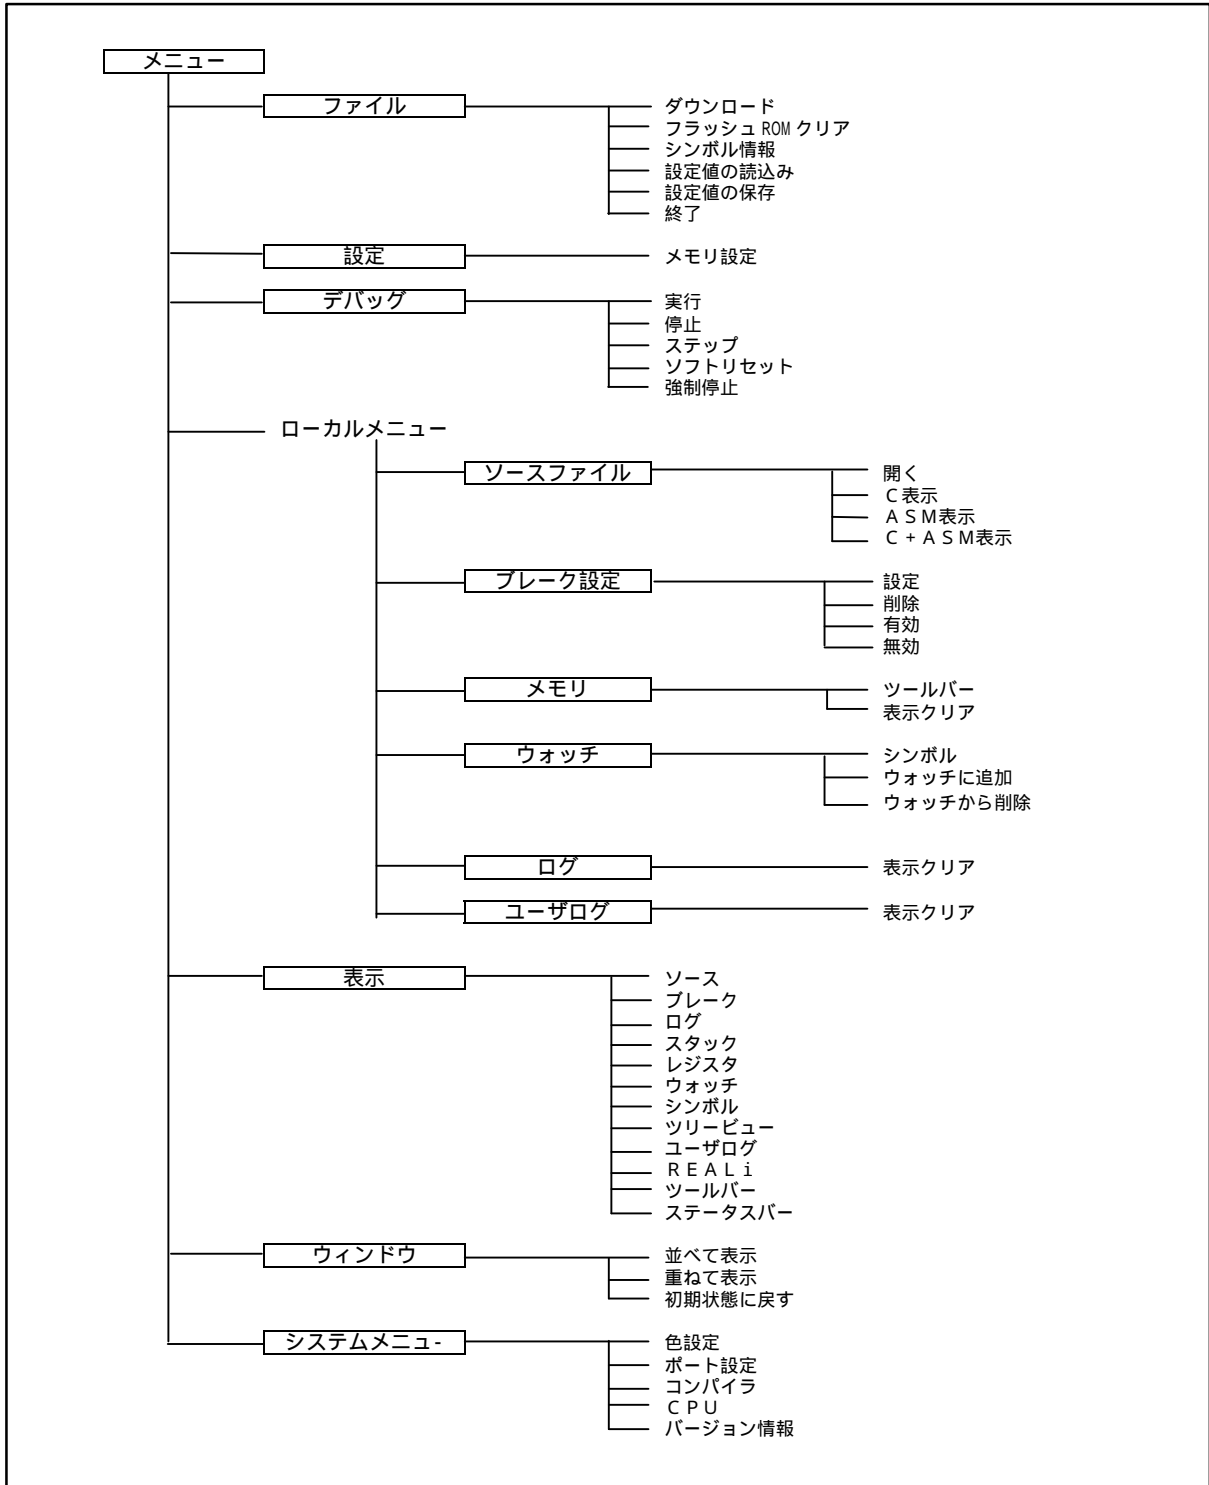 メニュー
ファイル
ダウンロード
フラッシュ ROM クリア
シンボル情報
設定値の読込み
設定値の保存
終了
設定
メモリ設定
デバッグ
実行
停止
ステップ
ソフトリセット
強制停止
ローカルメニュー
ソースファイル
開く
Ｃ表示
ＡＳＭ表示
Ｃ+ＡＳＭ表示
ブレーク設定
設定
削除
有効
無効
メモリ
ツールバー
表示クリア
ウォッチ
シンボル
ウォッチに追加
ウォッチから削除
ログ
表示クリア
ユーザログ
表示クリア
表示
ソース
ブレーク
ログ
スタック
レジスタ
ウォッチ
シンボル
ツリービュー
ユーザログ
ＲＥＡＬｉ
ツールバー
ステータスバー
ウィンドウ
並べて表示
重ねて表示
初期状態に戻す
システムメニュ-
色設定
ポート設定
コンパイラ
ＣＰＵ
バージョン情報